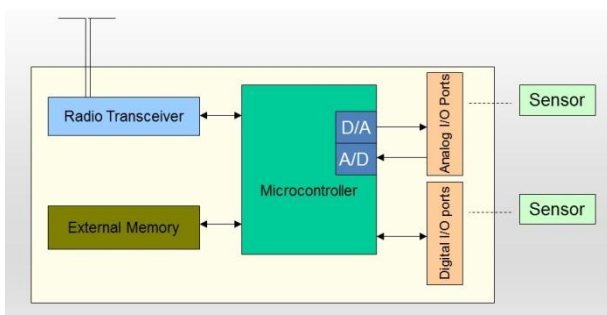 Radio Transceiver
External Memory
D/A
A/D
Microcontroller
Analog I/O Ports
Digital I/O ports
Sensor
Sensor